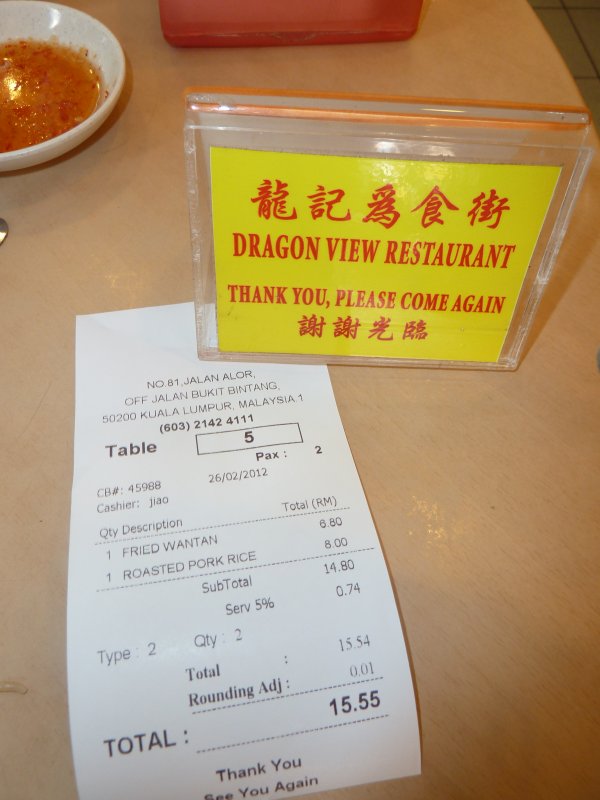 龍記爲食街
DRAGON VIEW RESTAURANT
THANK YOU, PLEASE COME AGAIN
謝謝光臨
NO.81,JALAN ALOR,
OFF JALAN BUKIT BINTANG,
50200 KUALA LUMPUR, MALAYSIA.1
(603) 2142 4111
Table 5
Pax : 2
CB#: 45988 26/02/2012
Cashier: jiao
Qty Description Total (RM)
1 FRIED WANTAN 6.80
1 ROASTED PORK RICE 8.00
SubTotal 14.80
Serv 5% 0.74
Type : 2 Qty : 2
Total : 15.54
Rounding Adj : 0.01
TOTAL : 15.55
Thank You
See You Again